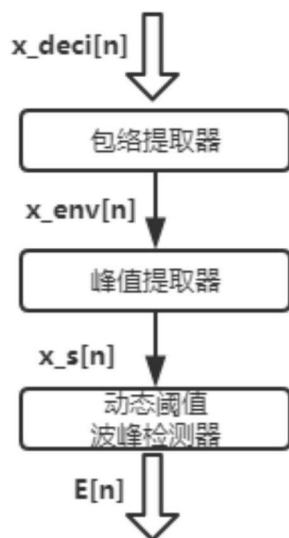 x_deci[n]
包络提取器
x_env[n]
峰值提取器
x_s[n]
动态阈值
波峰检测器
E[n]